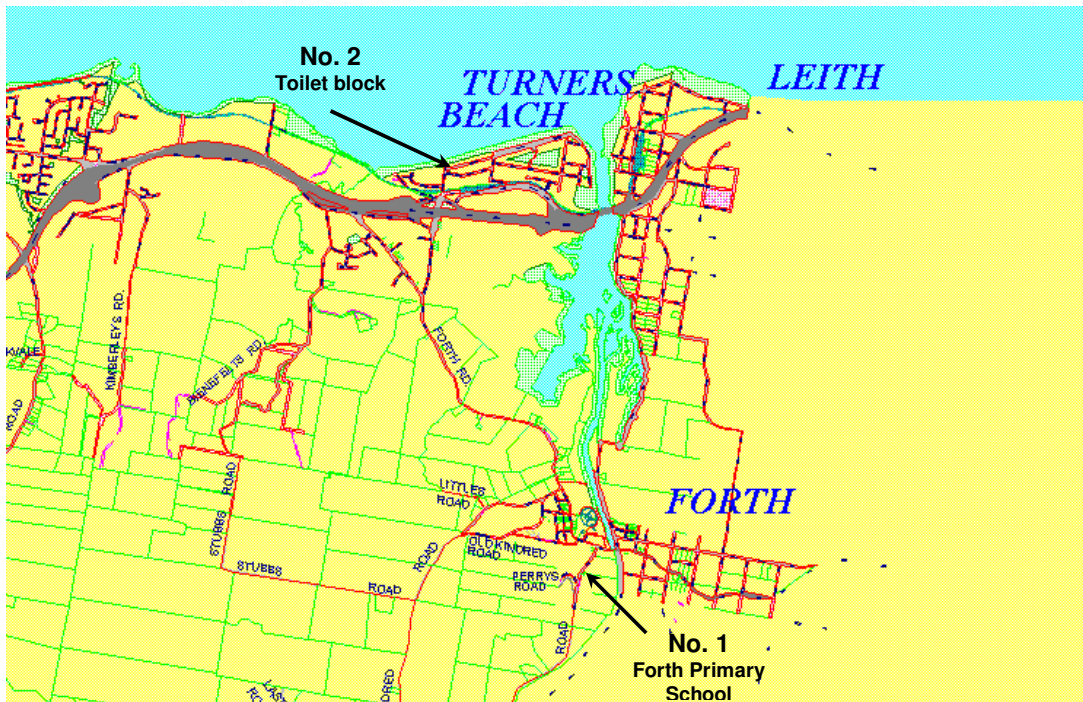 No. 2
Toilet block
TURNERS
BEACH
LEITH
KIMBERLEYS RD.
ROAD
FORTH RD.
LITTLES
ROAD
FORTH
STUBBS
ROAD
STUBBS
ROAD
ROAD
OLD KINDRED
ROAD
PERRYS
ROAD
ROAD
No. 1
Forth Primary
School